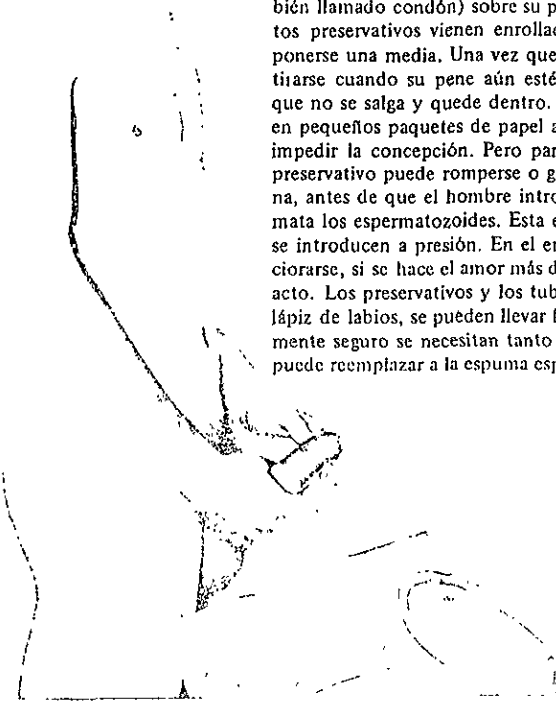 bién llamado condón) sobre su p
tos preservativos vienen enrollad
ponerse una media. Una vez que
titarse cuando su pene aún esté
que no se salga y quede dentro.
en pequeños paquetes de papel a
impedir la concepción. Pero par
preservativo puede romperse o g
na, antes de que el hombre intro
mata los espermatozoides. Esta e
se introducen a presión. En el en
ciorarse, si se hace el amor más d
acto. Los preservativos y los tub
lápiz de labios, se pueden llevar f
mente seguro se necesitan tanto
puede reemplazar a la espuma esp